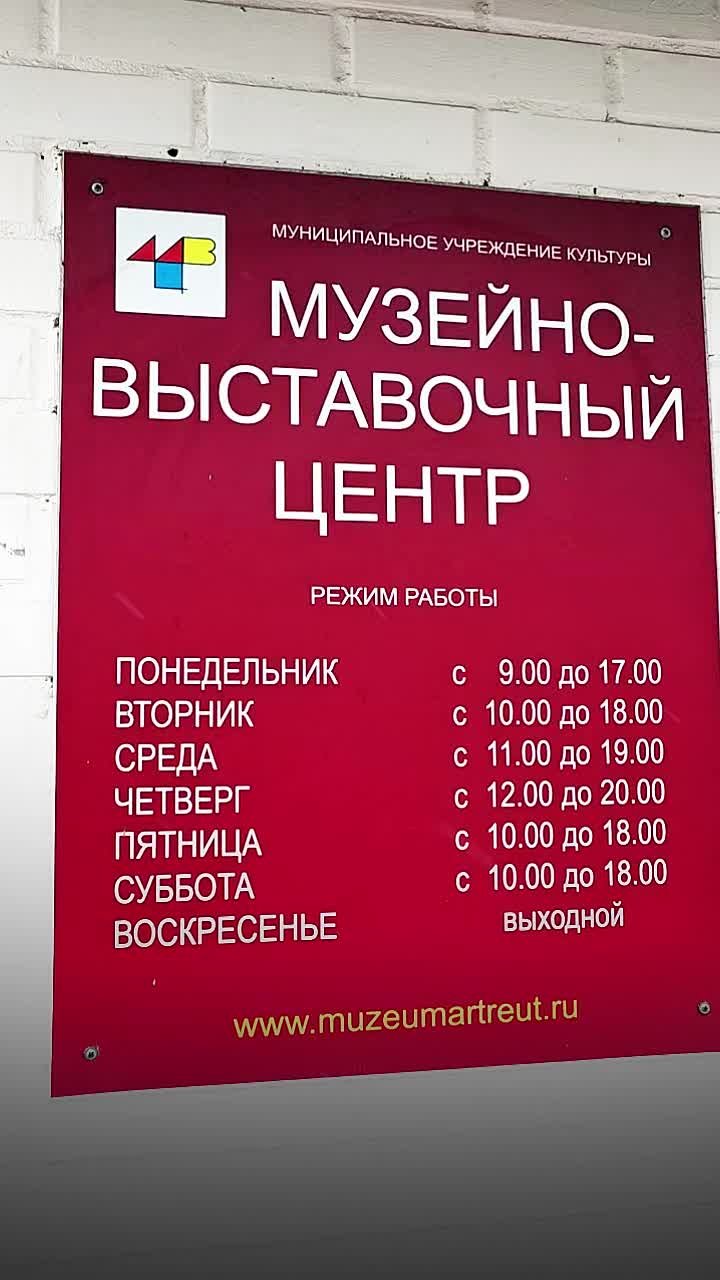 МУНИЦИПАЛЬНОЕ УЧРЕЖДЕНИЕ КУЛЬТУРЫ
МУЗЕЙНО-
ВЫСТАВОЧНЫЙ
ЦЕНТР
РЕЖИМ РАБОТЫ
ПОНЕДЕЛЬНИК с 9.00 до 17.00
ВТОРНИК с 10.00 до 18.00
СРЕДА с 11.00 до 19.00
ЧЕТВЕРГ с 12.00 до 20.00
ПЯТНИЦА с 10.00 до 18.00
СУББОТА с 10.00 до 18.00
ВОСКРЕСЕНЬЕ выходной
www.muzeumartreut.ru